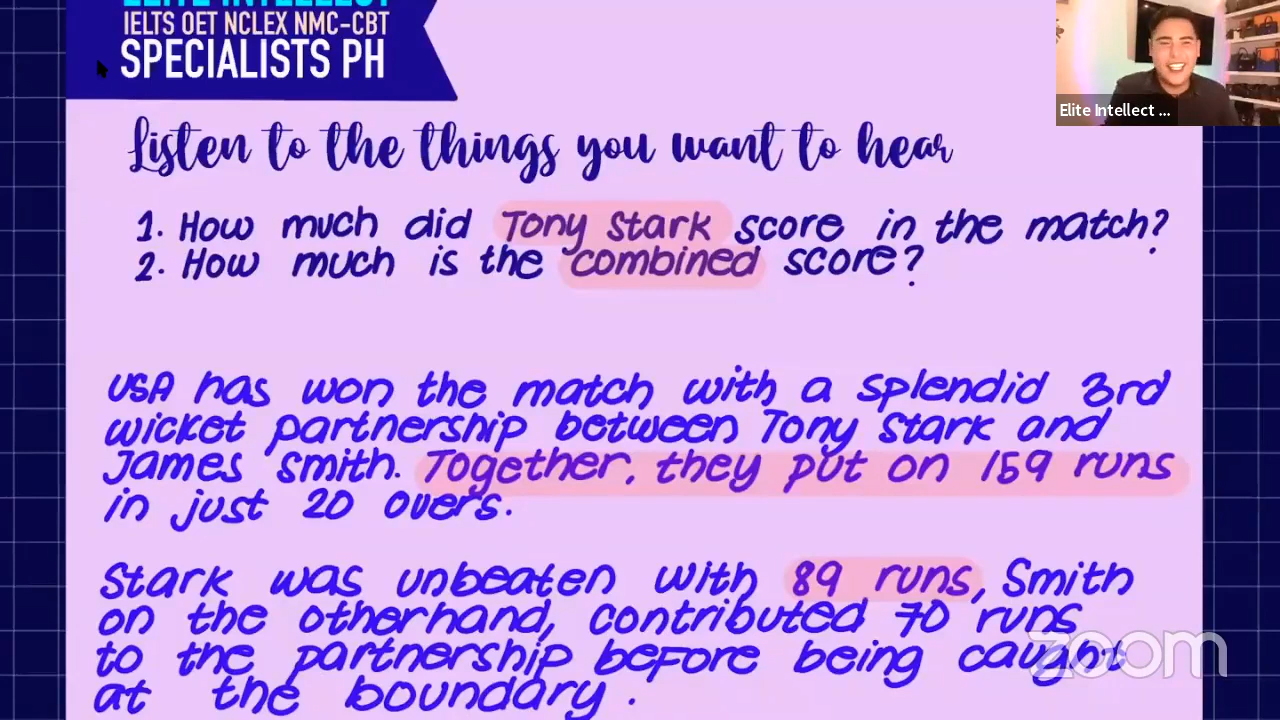 ELITE INTELLECT
IELTS OET NCLEX NMC-CBT
SPECIALISTS PH
Elite Intellect ...
Listen to the things you want to hear
1. How much did Tony Stark score in the match?
2. How much is the combined score?
USA has won the match with a splendid 3rd
wicket partnership between Tony Stark and
James Smith. Together, they put on 159 runs
in just 20 overs.
Stark was unbeaten with 89 runs, Smith
on the otherhand, contributed 70 runs
to the partnership before being caught
at the boundary.
zoom